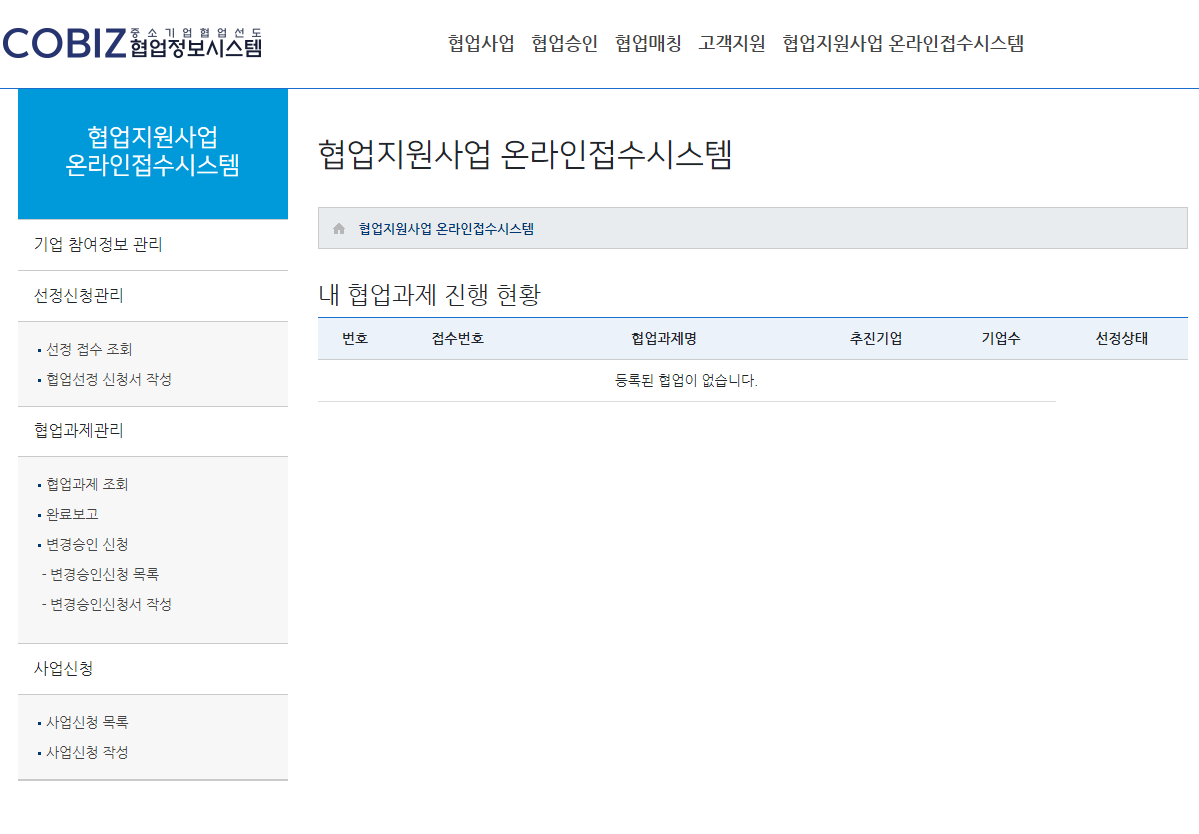 COBIZ 중소기업협업선도
협업정보시스템
협업사업 협업승인 협업매칭 고객지원 협업지원사업 온라인접수시스템
협업지원사업
온라인접수시스템
기업 참여정보 관리
선정신청관리
선정 접수 조회
협업선정 신청서 작성
협업과제관리
협업과제 조회
완료보고
변경승인 신청
- 변경승인신청 목록
- 변경승인신청서 작성
사업신청
사업신청 목록
사업신청 작성
협업지원사업 온라인접수시스템
협업지원사업 온라인접수시스템
내 협업과제 진행 현황
번호 접수번호 협업과제명 추진기업 기업수 선정상태
등록된 협업이 없습니다.